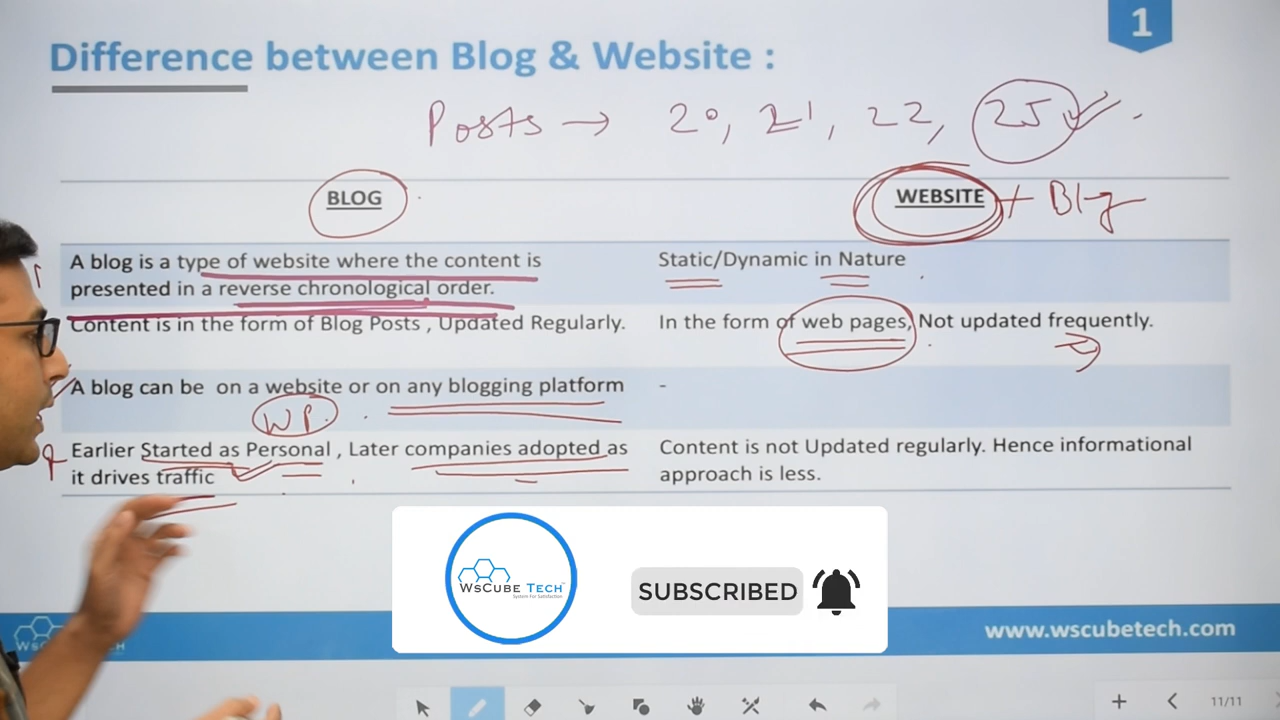 1
Difference between Blog & Website :
Posts → 20, 21, 22, 25
BLOG
WEBSITE + Blog
A blog is a type of website where the content is
presented in a reverse chronological order.
Static/Dynamic in Nature
Content is in the form of Blog Posts , Updated Regularly.
In the form of web pages, Not updated frequently.
A blog can be on a website or on any blogging platform
-
WP.
Earlier Started as Personal , Later companies adopted as
it drives traffic
Content is not Updated regularly. Hence informational
approach is less.
WsCube Tech
System For Satisfaction
SUBSCRIBED
www.wscubetech.com
11/11